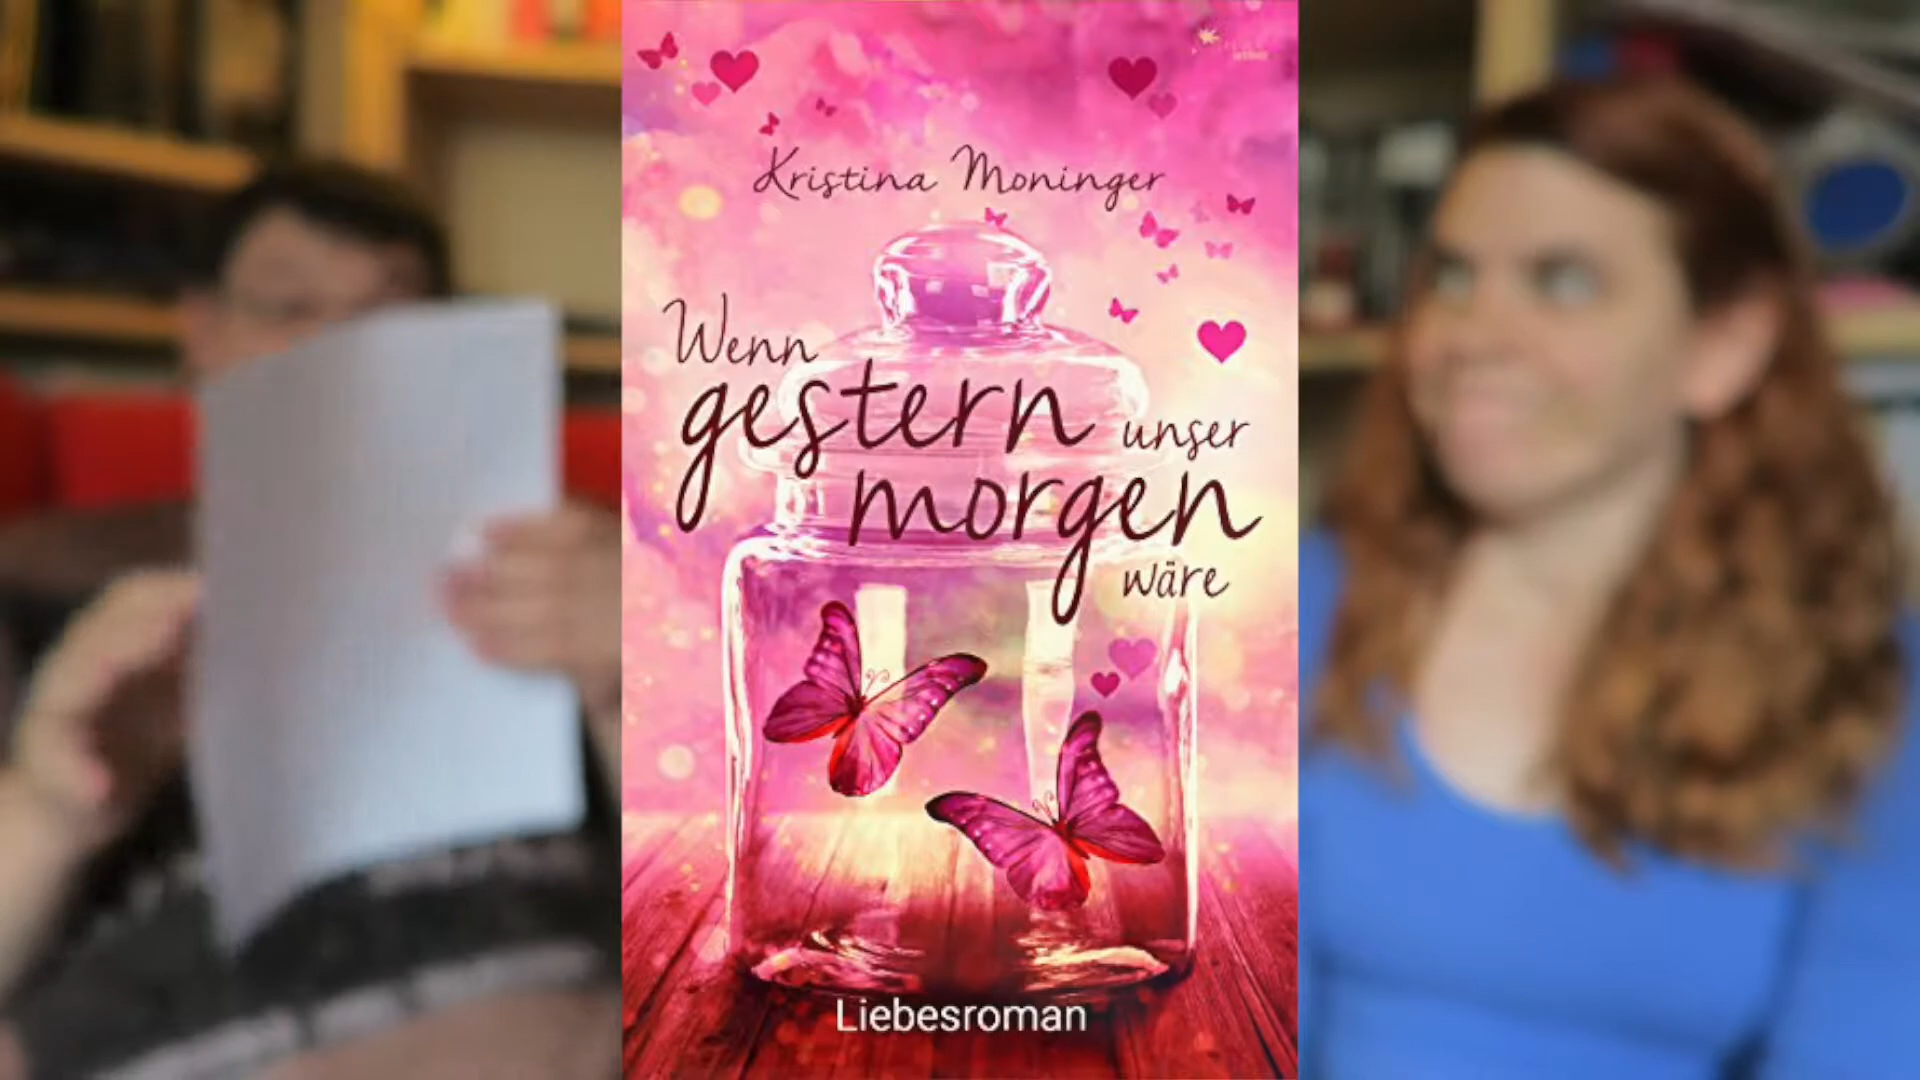 Kristina Moninger
Wenn
gestern unser
morgen
wäre
Liebesroman